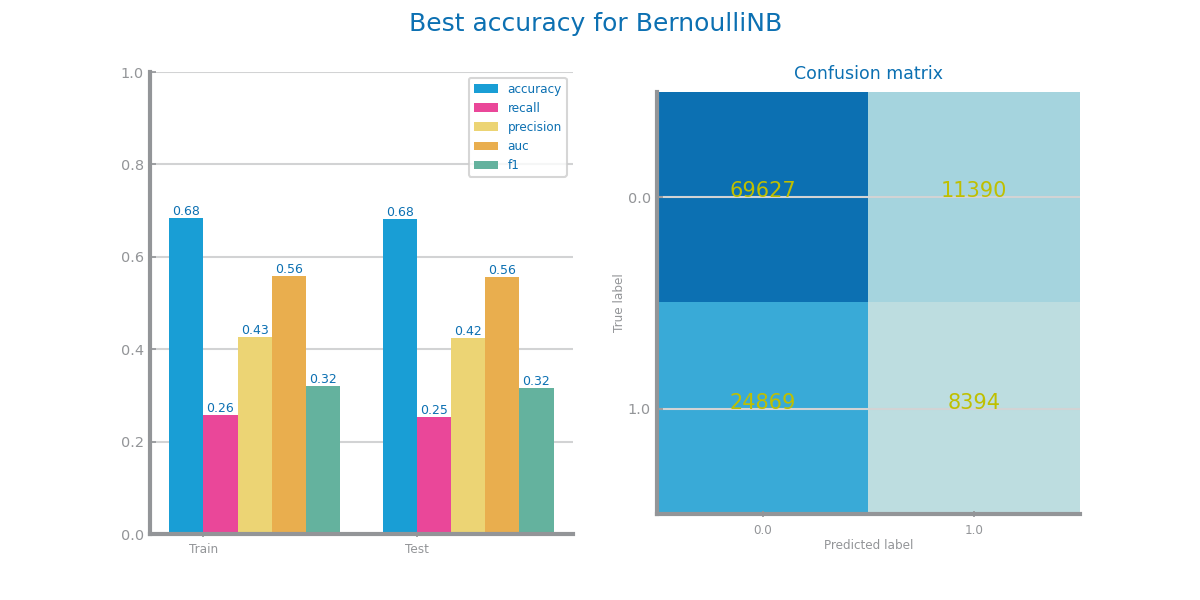 Best accuracy for BernoulliNB
1.0
0.8
0.6
0.4
0.2
0.0
accuracy
recall
precision
auc
f1
0.68
0.26
0.43
0.56
0.32
0.68
0.25
0.42
0.56
0.32
Train
Test
Confusion matrix
True label
0.0
1.0
69627
11390
24869
8394
0.0
1.0
Predicted label